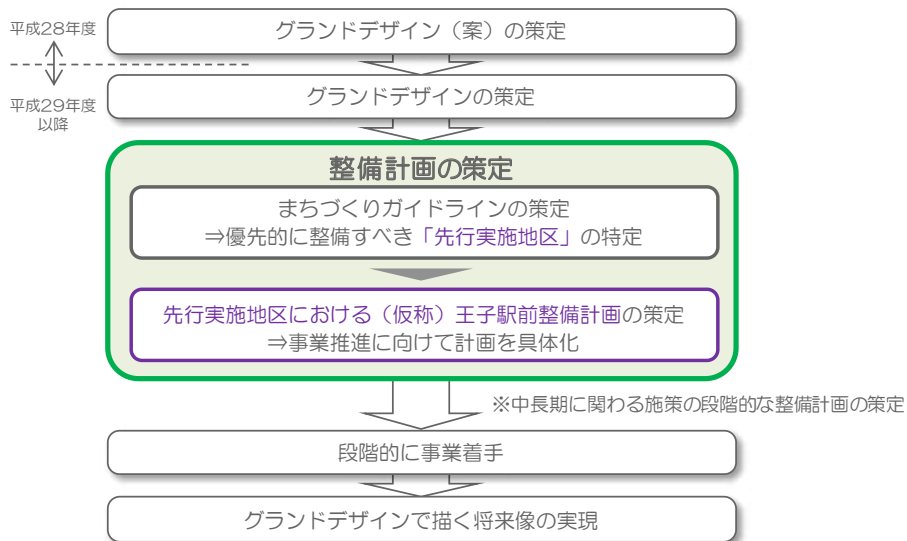 平成28年度
グランドデザイン（案）の策定
平成29年度
以降
グランドデザインの策定
整備計画の策定
まちづくりガイドラインの策定
⇒優先的に整備すべき「先行実施地区」の特定
先行実施地区における（仮称）王子駅前整備計画の策定
⇒事業推進に向けて計画を具体化
※中長期に関わる施策の段階的な整備計画の策定
段階的に事業着手
グランドデザインで描く将来像の実現